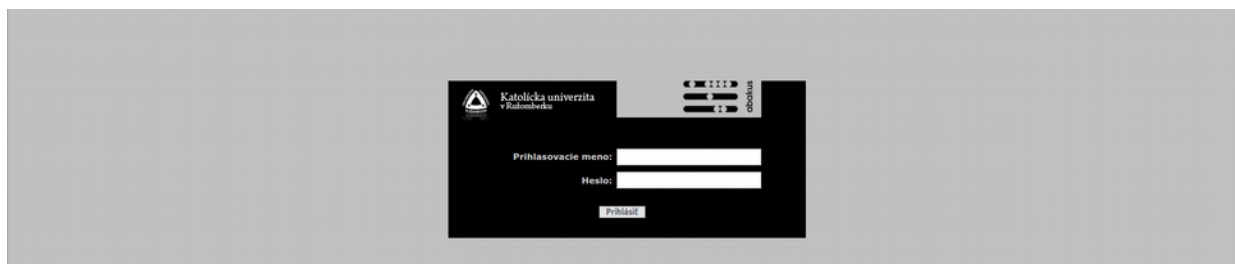 Katolícka univerzita
v Ružomberku
abakus
Prihlasovacie meno:
Heslo:
Prihlásiť